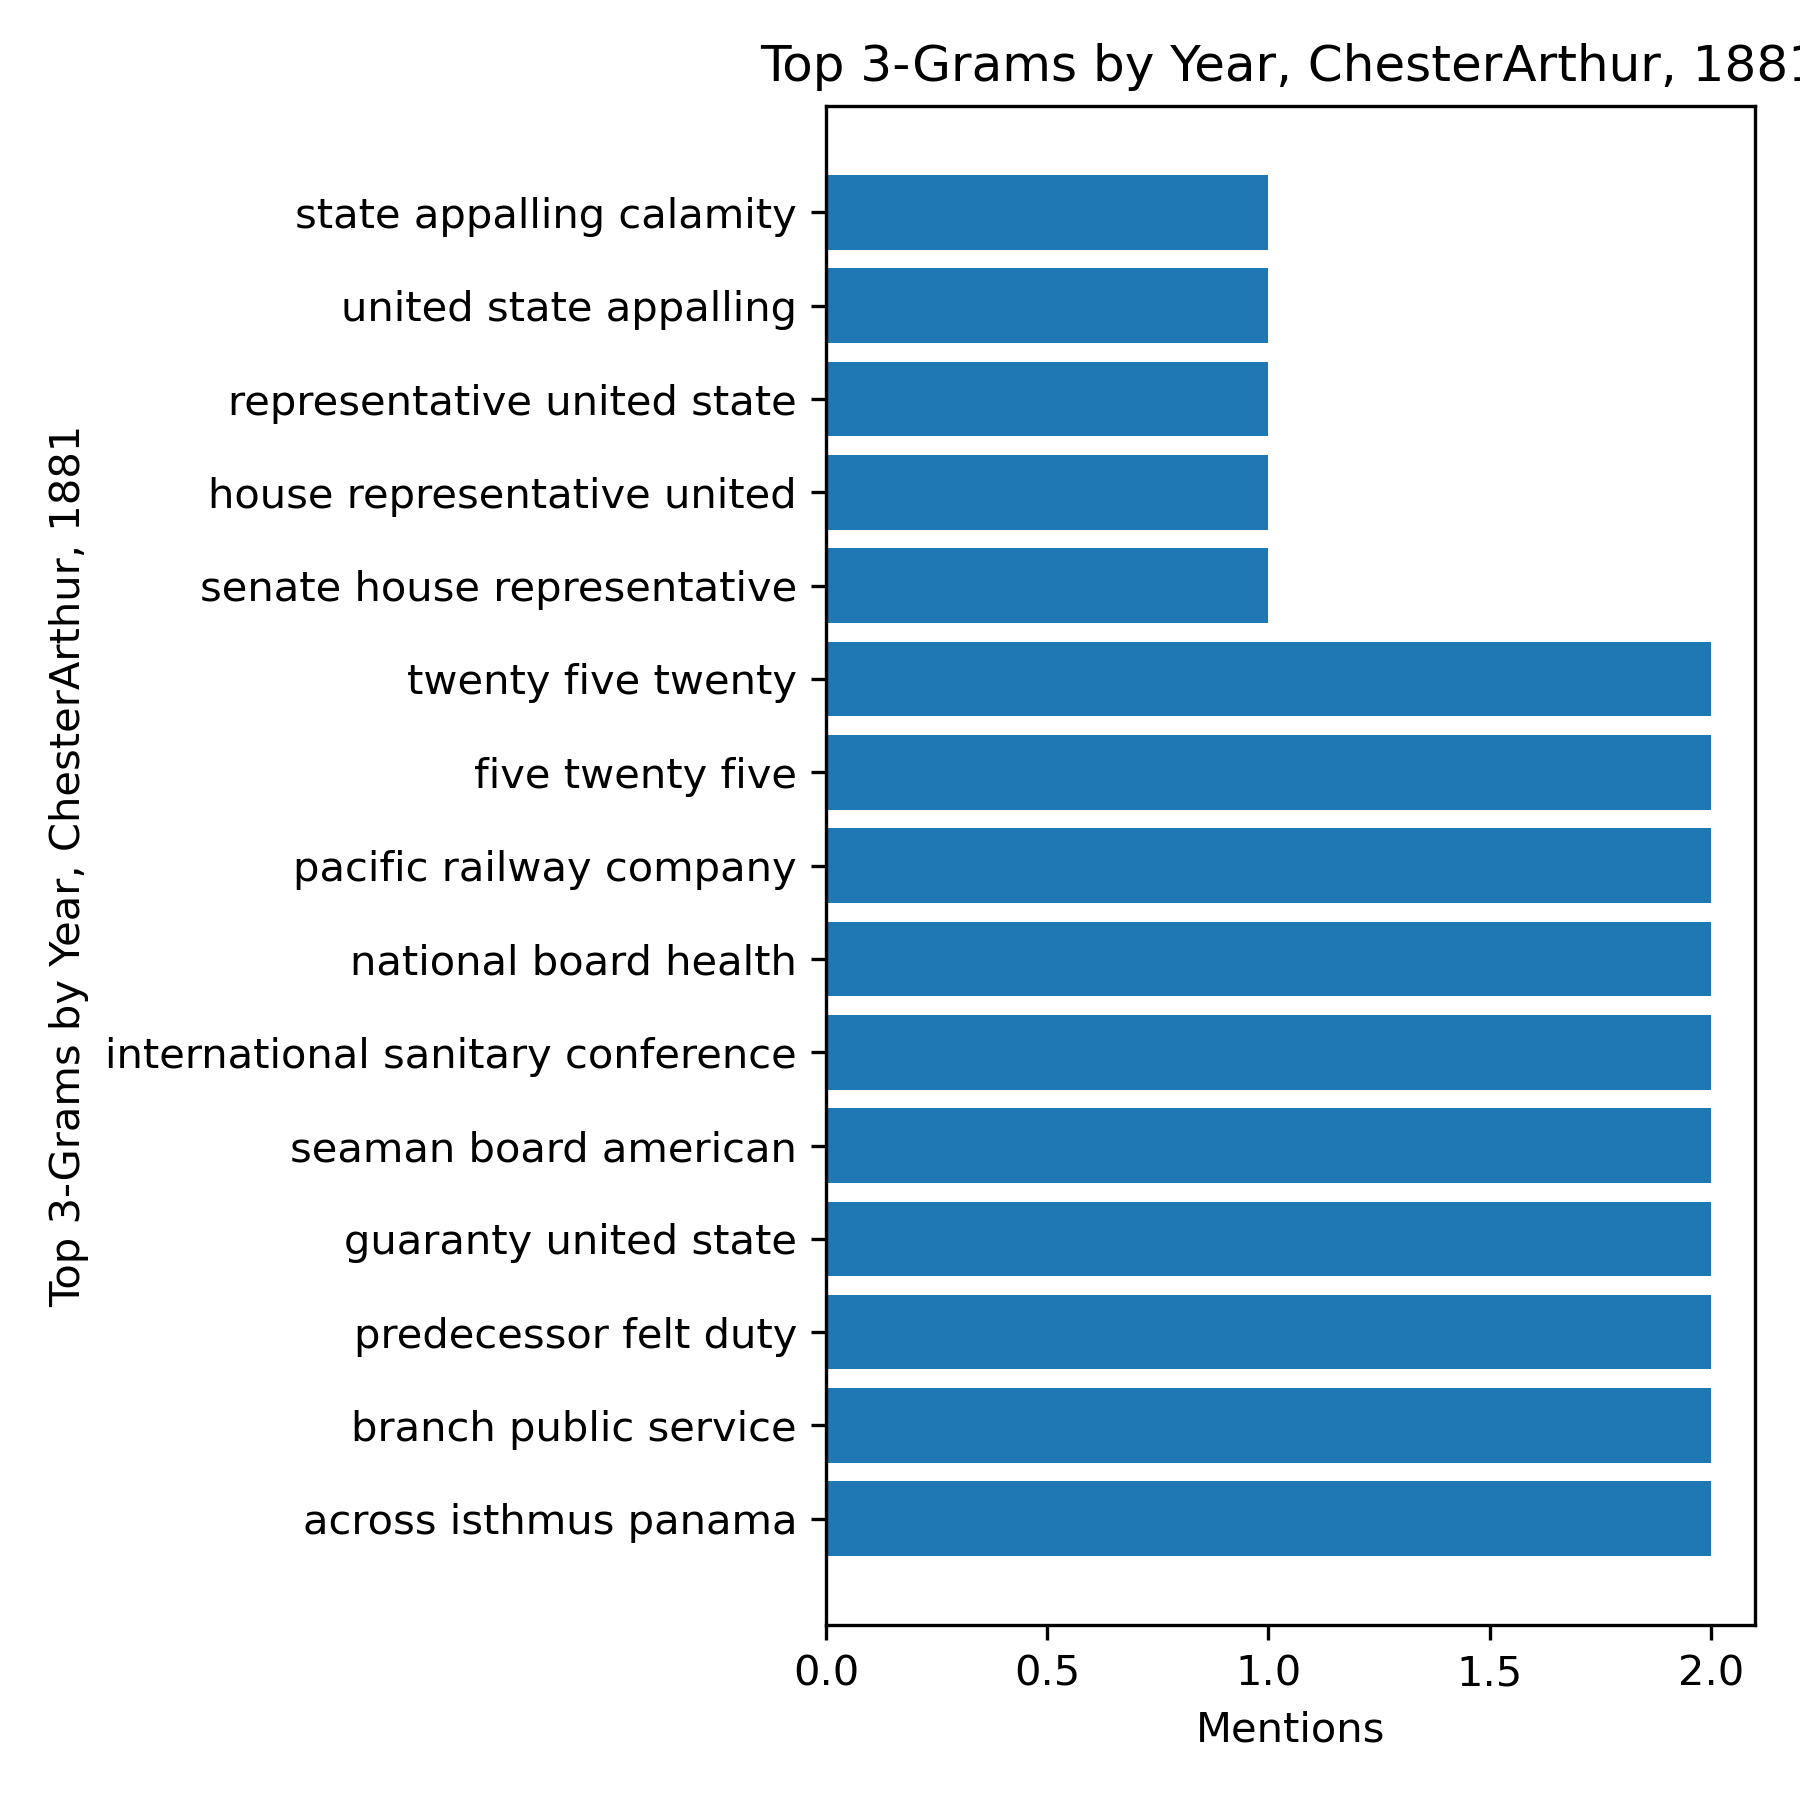 Top 3-Grams by Year, ChesterArthur, 1881
Top 3-Grams by Year, ChesterArthur, 1881
state appalling calamity
united state appalling
representative united state
house representative united
senate house representative
twenty five twenty
five twenty five
pacific railway company
national board health
international sanitary conference
seaman board american
guaranty united state
predecessor felt duty
branch public service
across isthmus panama
0.0 0.5 1.0 1.5 2.0
Mentions